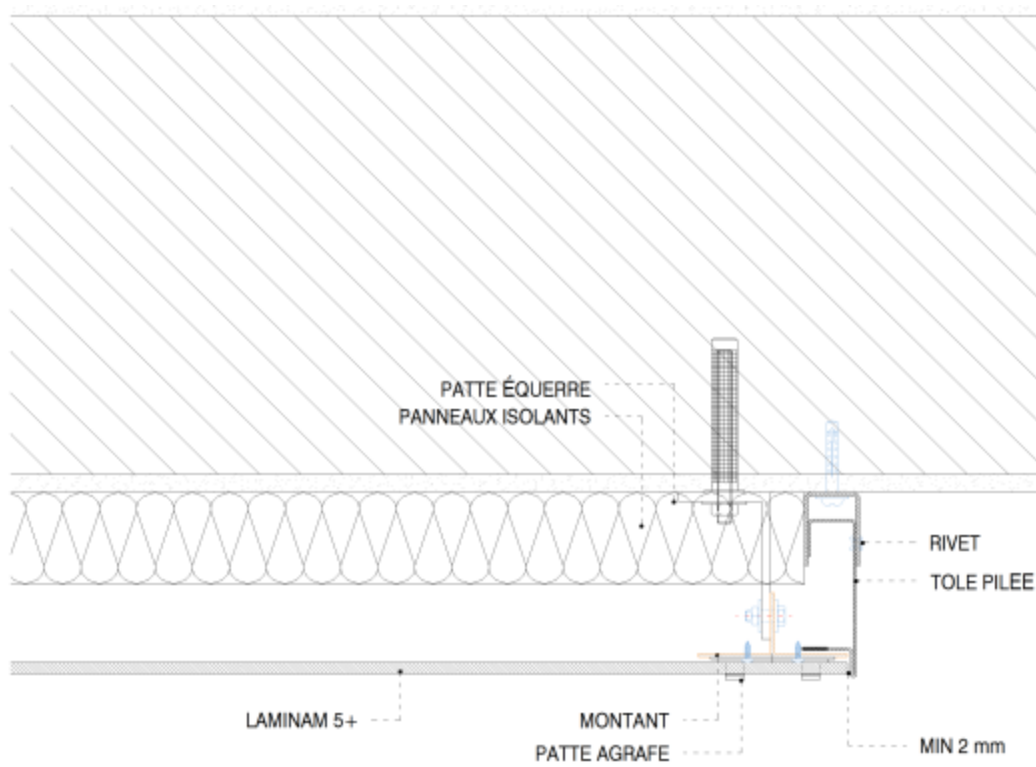 PATTE ÉQUERRE
PANNEAUX ISOLANTS
RIVET
TOLE PILEE
LAMINAM 5+
MONTANT
PATTE AGRAFE
MIN 2 mm